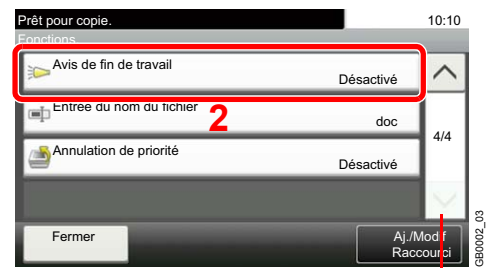 Prêt pour copie.
10:10
Fonctions
Avis de fin de travail
Désactivé
Entrée du nom du fichier
doc
2
4/4
Annulation de priorité
Désactivé
Fermer
Aj./Modif
Raccourci
GB0002_03